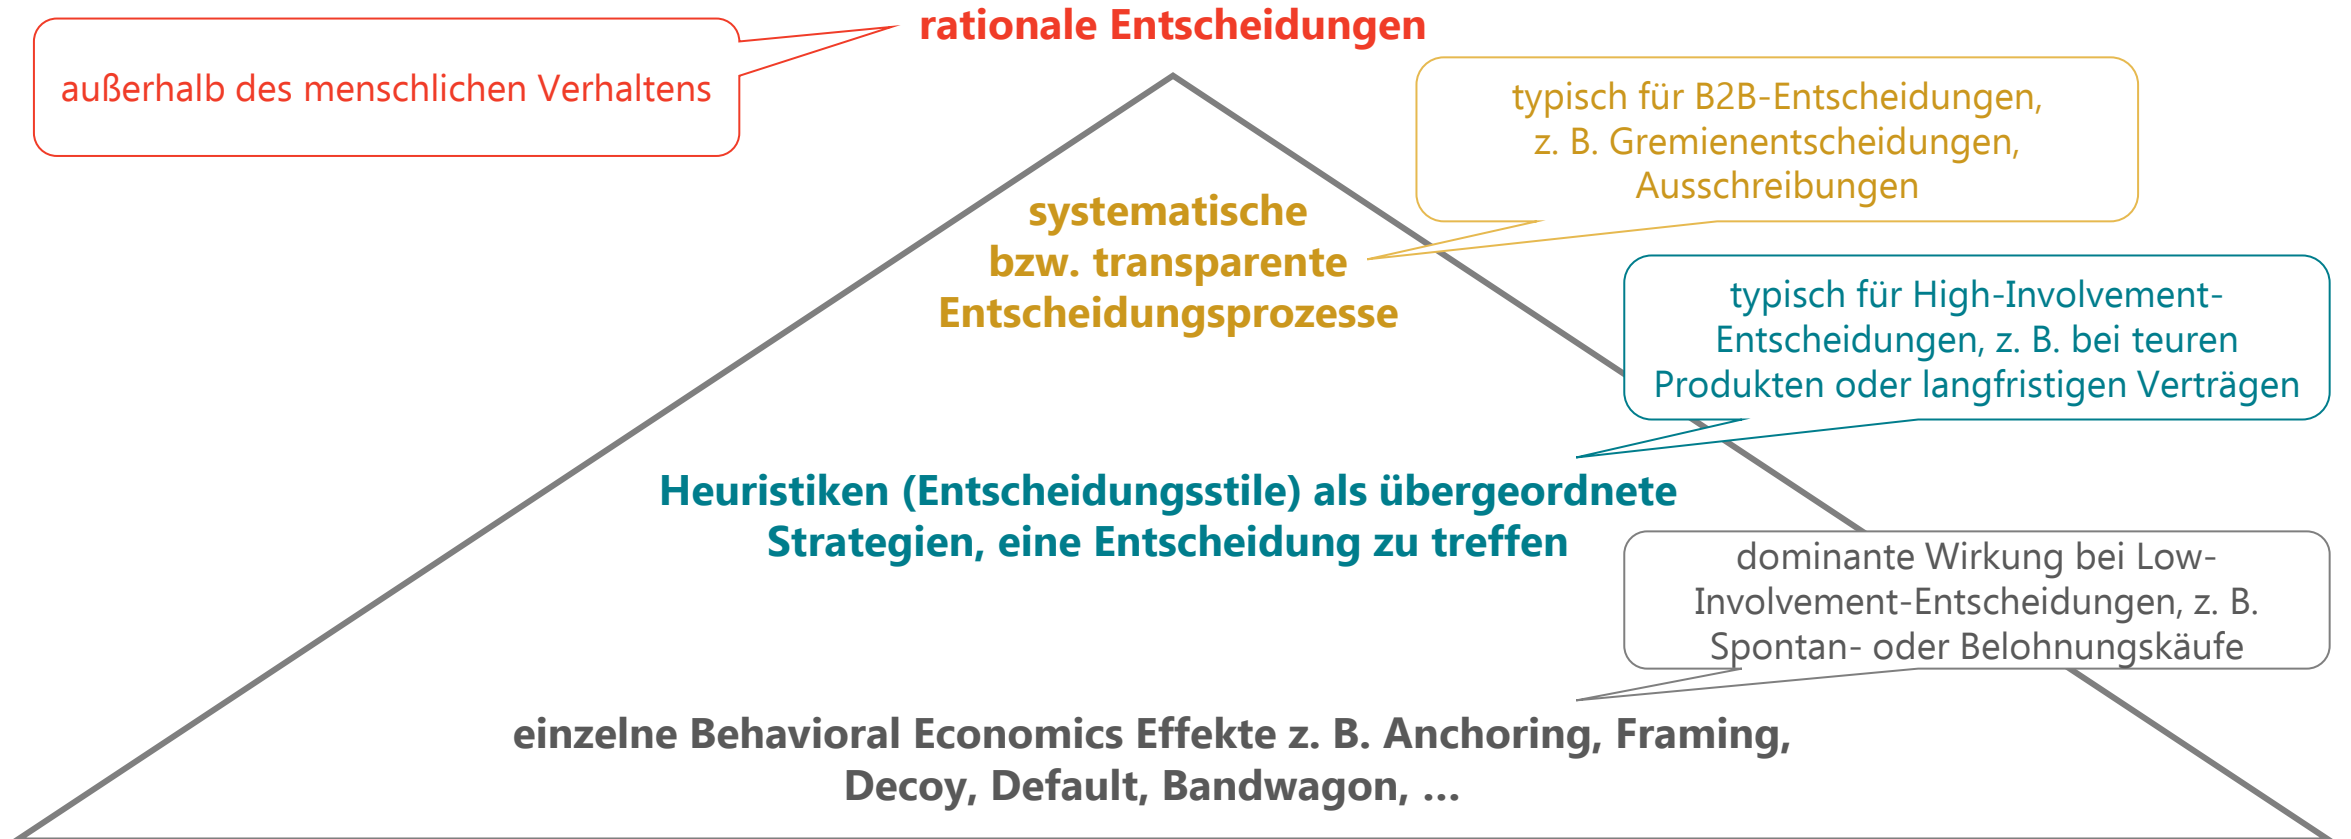 rationale Entscheidungen
außerhalb des menschlichen Verhaltens
typisch für B2B-Entscheidungen,
z. B. Gremienentscheidungen,
Ausschreibungen
systematische
bzw. transparente
Entscheidungsprozesse
typisch für High-Involvement-
Entscheidungen, z. B. bei teuren
Produkten oder langfristigen Verträgen
Heuristiken (Entscheidungsstile) als übergeordnete
Strategien, eine Entscheidung zu treffen
dominante Wirkung bei Low-
Involvement-Entscheidungen, z. B.
Spontan- oder Belohnungskäufe
einzelne Behavioral Economics Effekte z. B. Anchoring, Framing,
Decoy, Default, Bandwagon, …